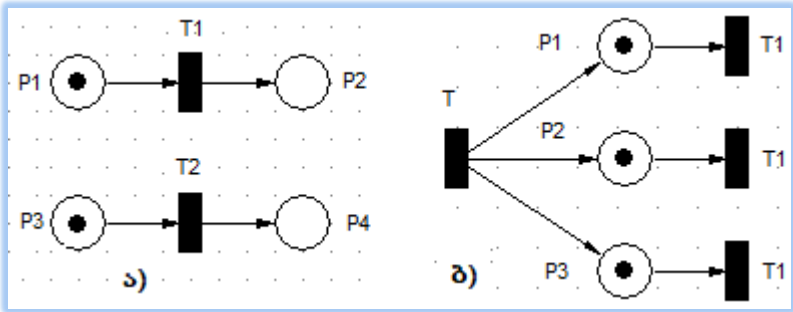 T1
P1 P2
T2
P3 P4
ა)
P1 T1
T
P2 T1
P3 T1
ბ)